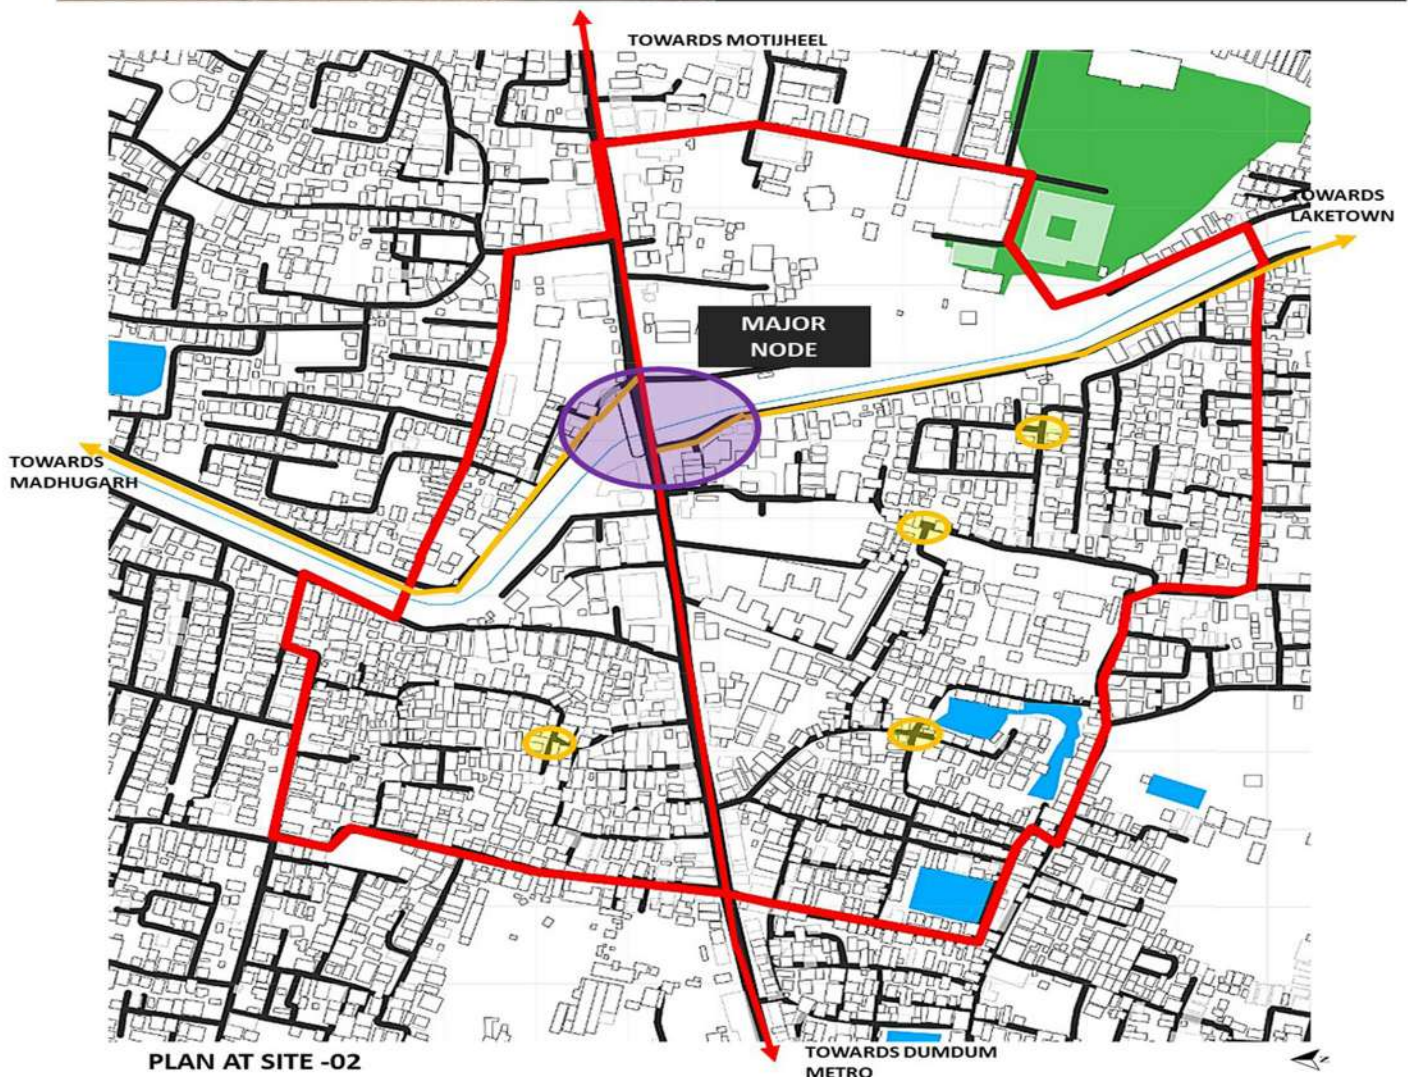 TOWARDS MOTIJHEEL
TOWARDS
LAKETOWN
MAJOR
NODE
TOWARDS
MADHUGARH
PLAN AT SITE -02
TOWARDS DUMDUM
METRO